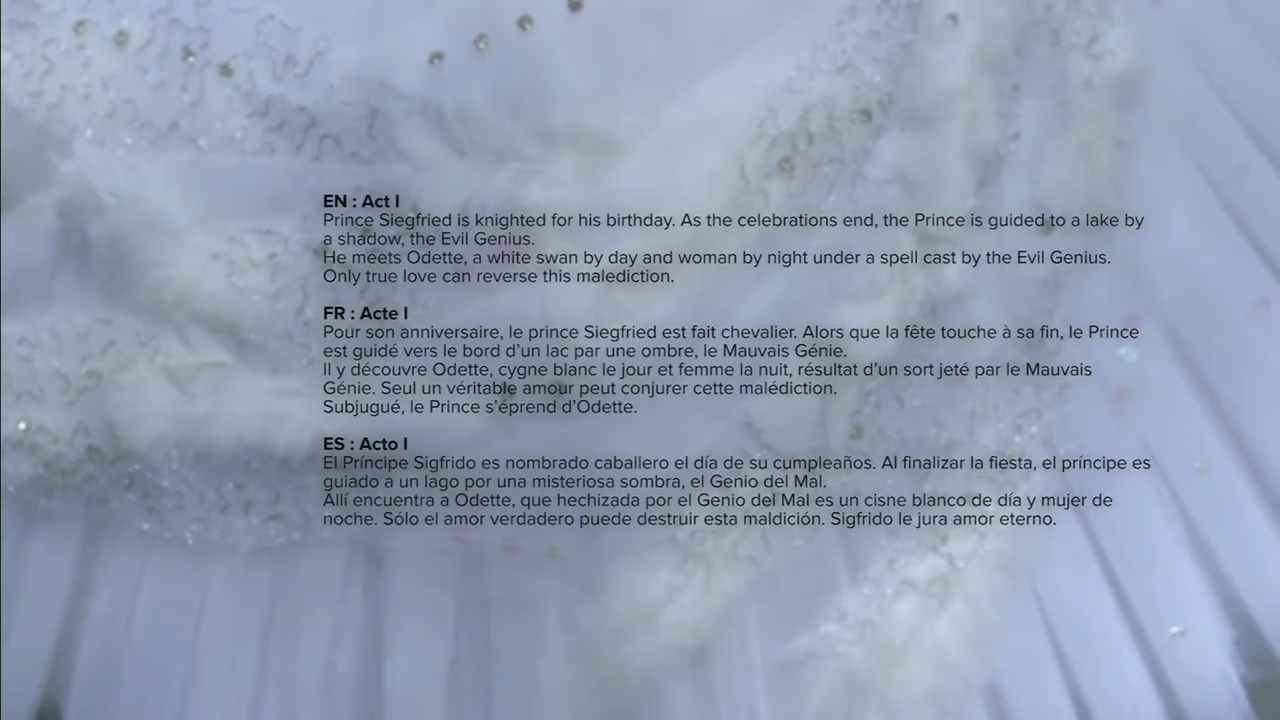 EN : Act I
Prince Siegfried is knighted for his birthday. As the celebrations end, the Prince is guided to a lake by
a shadow, the Evil Genius.
He meets Odette, a white swan by day and woman by night under a spell cast by the Evil Genius.
Only true love can reverse this malediction.
FR : Acte I
Pour son anniversaire, le prince Siegfried est fait chevalier. Alors que la fête touche à sa fin, le Prince
est guidé vers le bord d’un lac par une ombre, le Mauvais Génie.
Il y découvre Odette, cygne blanc le jour et femme la nuit, résultat d’un sort jeté par le Mauvais
Génie. Seul un véritable amour peut conjurer cette malédiction.
Subjugué, le Prince s’éprend d’Odette.
ES : Acto I
El Príncipe Sigfrido es nombrado caballero el día de su cumpleaños. Al finalizar la fiesta, el príncipe es
guiado a un lago por una misteriosa sombra, el Genio del Mal.
Allí encuentra a Odette, que hechizada por el Genio del Mal es un cisne blanco de día y mujer de
noche. Sólo el amor verdadero puede destruir esta maldición. Sigfrido le jura amor eterno.